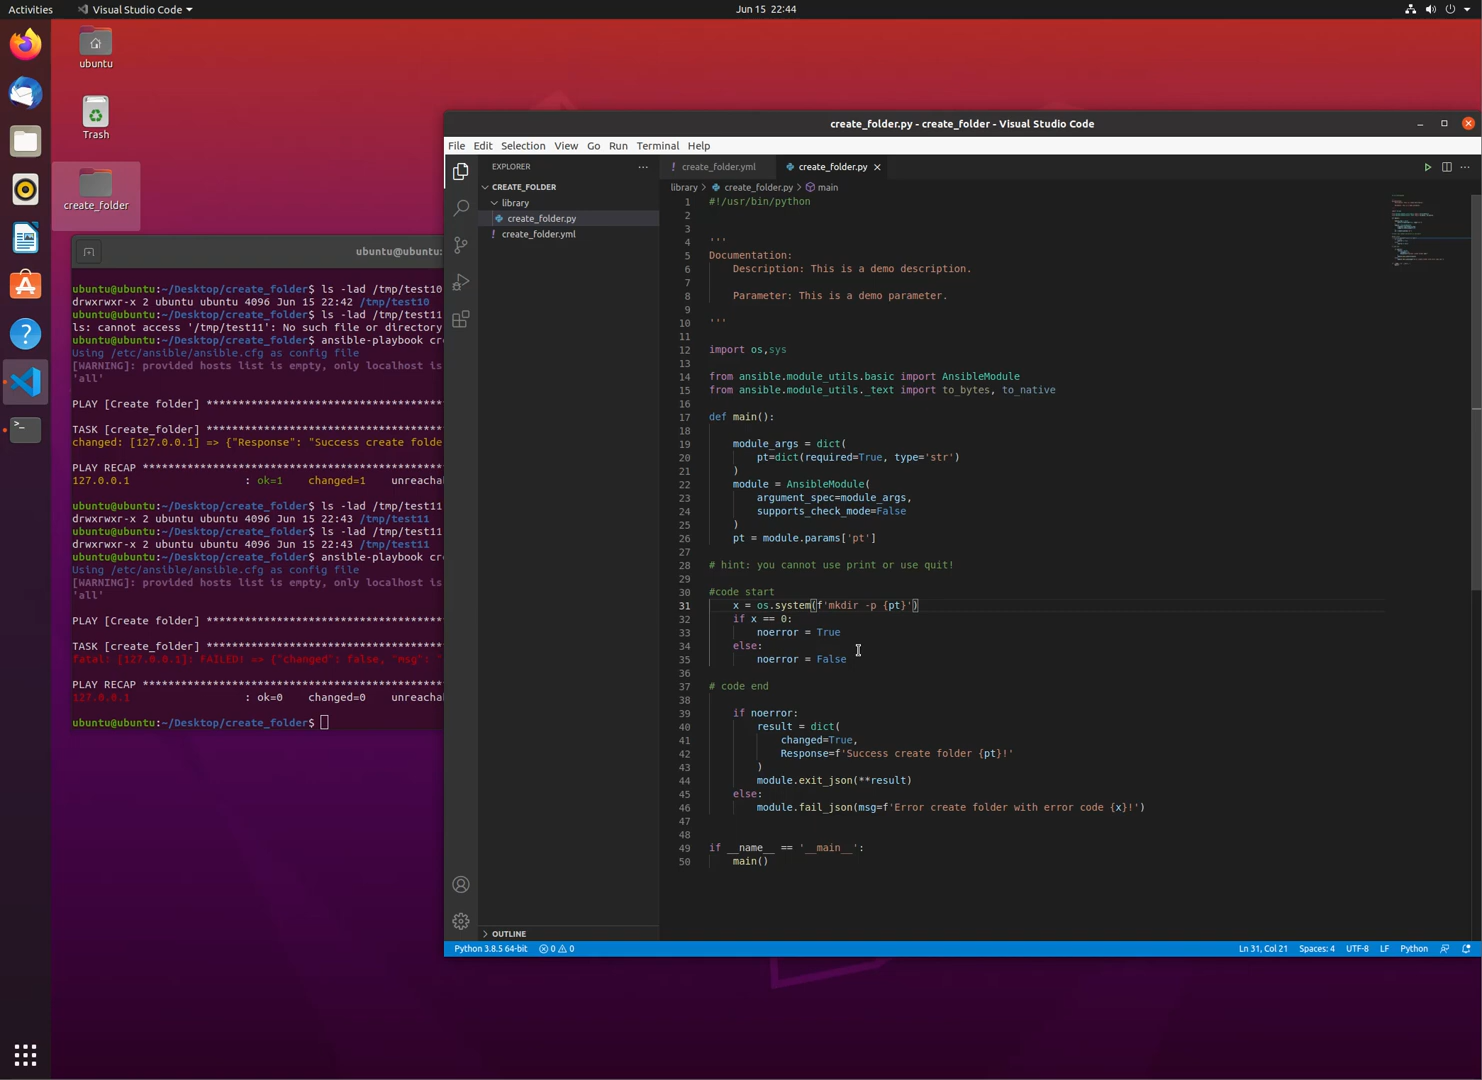 Activities
Visual Studio Code
Jun 15 22:44
ubuntu
Trash
create_folder
ubuntu@ubuntu:
ubuntu@ubuntu:~/Desktop/create_folder$ ls -lad /tmp/test10
drwxrwxr-x 2 ubuntu ubuntu 4096 Jun 15 22:42 /tmp/test10
ubuntu@ubuntu:~/Desktop/create_folder$ ls -lad /tmp/test11
ls: cannot access '/tmp/test11': No such file or directory
ubuntu@ubuntu:~/Desktop/create_folder$ ansible-playbook cr
Using /etc/ansible/ansible.cfg as config file
[WARNING]: provided hosts list is empty, only localhost is
'all'
PLAY [Create folder] **************************************
TASK [create_folder] **************************************
changed: [127.0.0.1] => {"Response": "Success create folde
PLAY RECAP ************************************************
127.0.0.1 : ok=1 changed=1 unreacha
ubuntu@ubuntu:~/Desktop/create_folder$ ls -lad /tmp/test11
drwxrwxr-x 2 ubuntu ubuntu 4096 Jun 15 22:43 /tmp/test11
ubuntu@ubuntu:~/Desktop/create_folder$ ls -lad /tmp/test11
drwxrwxr-x 2 ubuntu ubuntu 4096 Jun 15 22:43 /tmp/test11
ubuntu@ubuntu:~/Desktop/create_folder$ ansible-playbook cr
Using /etc/ansible/ansible.cfg as config file
[WARNING]: provided hosts list is empty, only localhost is
'all'
PLAY [Create folder] **************************************
TASK [create_folder] **************************************
fatal: [127.0.0.1]: FAILED! => {"changed": false, "msg": "
PLAY RECAP ************************************************
127.0.0.1 : ok=0 changed=0 unreacha
ubuntu@ubuntu:~/Desktop/create_folder$
create_folder.py - create_folder - Visual Studio Code
File Edit Selection View Go Run Terminal Help
EXPLORER
CREATE_FOLDER
library
create_folder.py
create_folder.yml
OUTLINE
create_folder.yml
create_folder.py
library > create_folder.py > main
1 #!/usr/bin/python
2
3
4 '''
5 Documentation:
6 Description: This is a demo description.
7
8 Parameter: This is a demo parameter.
9
10 '''
11
12 import os,sys
13
14 from ansible.module_utils.basic import AnsibleModule
15 from ansible.module_utils._text import to_bytes, to_native
16
17 def main():
18
19 module_args = dict(
20 pt=dict(required=True, type='str')
21 )
22 module = AnsibleModule(
23 argument_spec=module_args,
24 supports_check_mode=False
25 )
26 pt = module.params['pt']
27
28 # hint: you cannot use print or use quit!
29
30 #code start
31 x = os.system(f'mkdir -p {pt}')
32 if x == 0:
33 noerror = True
34 else:
35 noerror = False
36
37 # code end
38
39 if noerror:
40 result = dict(
41 changed=True,
42 Response=f'Success create folder {pt}!'
43 )
44 module.exit_json(**result)
45 else:
46 module.fail_json(msg=f'Error create folder with error code {x}!')
47
48
49 if __name__ == '__main__':
50 main()
Python 3.8.5 64-bit 0 0
Ln 31, Col 21 Spaces: 4 UTF-8 LF Python